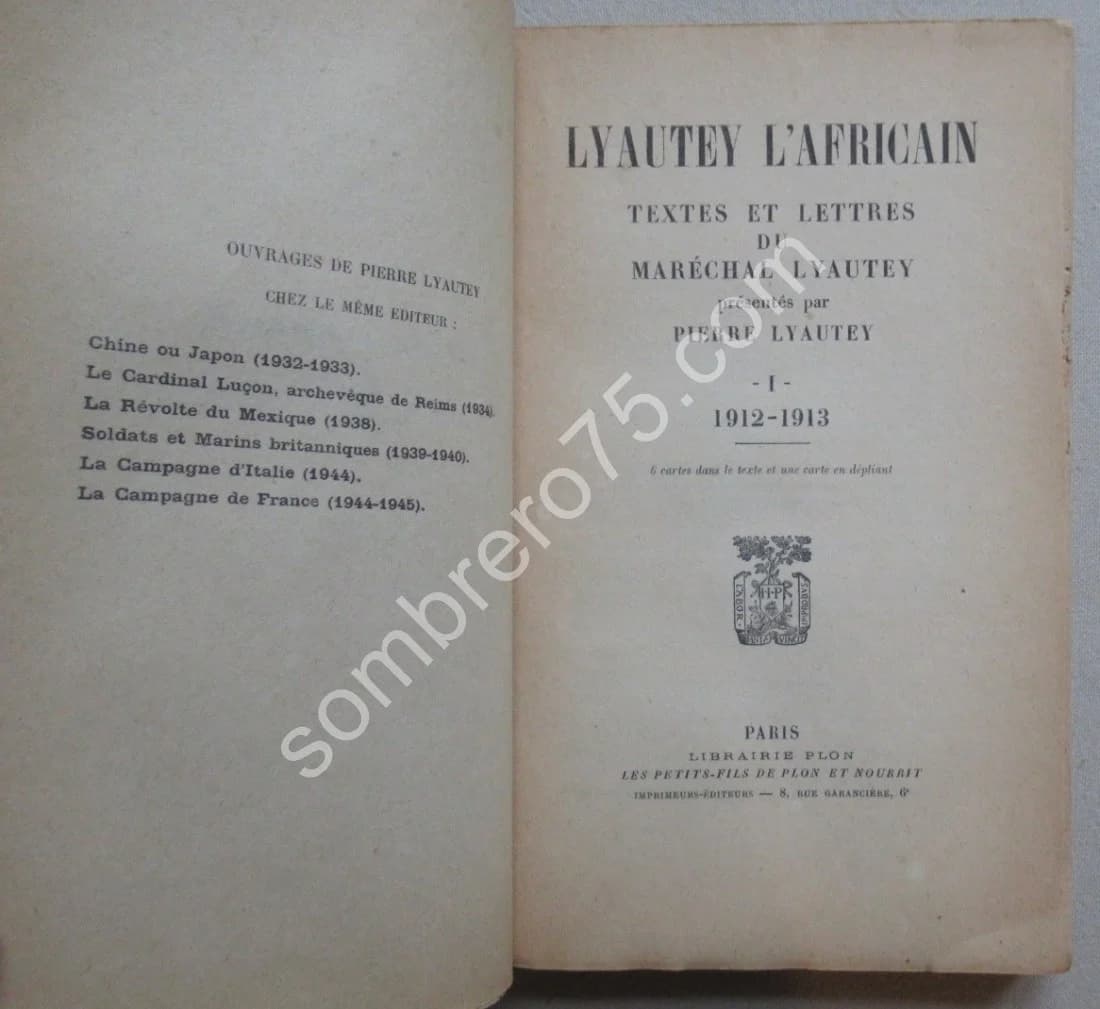 OUVRAGES DE PIERRE LYAUTEY
CHEZ LE MÊME EDITEUR :
Chine ou Japon (1932-1933).
Le Cardinal Luçon, archevêque de Reims (1934).
La Révolte du Mexique (1938).
Soldats et Marins britanniques (1939-1940).
La Campagne d'Italie (1944).
La Campagne de France (1944-1945).
LYAUTEY L'AFRICAIN
TEXTES ET LETTRES
DU
MARÉCHAL LYAUTEY
présentés par
PIERRE LYAUTEY
- I -
1912-1913
6 cartes dans le texte et une carte en dépliant
LABOR
H·P
IMPROBVS
VINCIT
PARIS
LIBRAIRIE PLON
LES PETITS-FILS DE PLON ET NOURRIT
IMPRIMEURS-ÉDITEURS — 8, RUE GARANCIÈRE, 6e
sombrero75.com